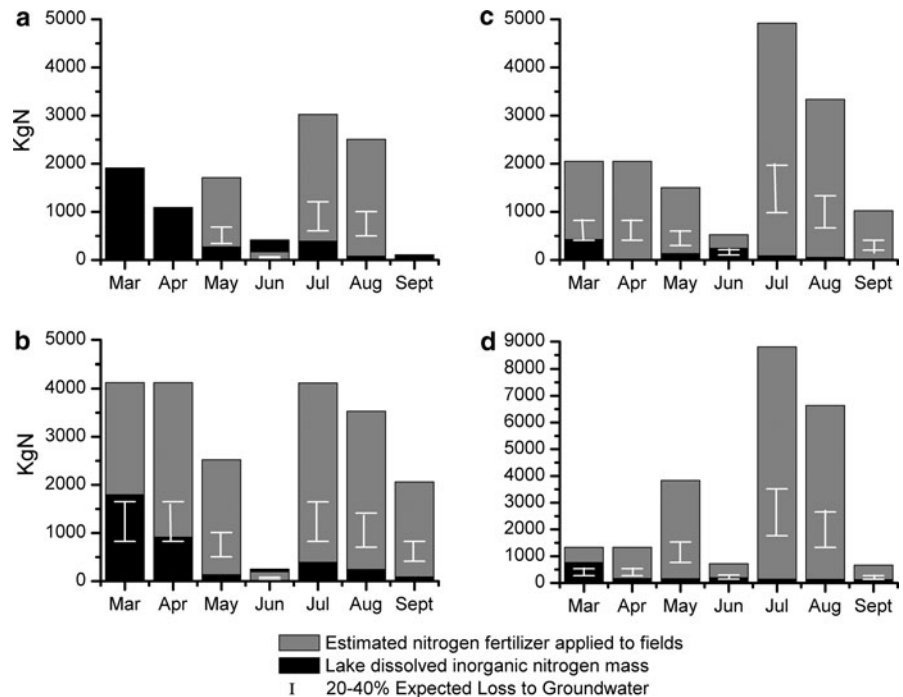 a
5000
4000
3000
2000
1000
0
KgN
Mar Apr May Jun Jul Aug Sept
c
5000
4000
3000
2000
1000
0
Mar Apr May Jun Jul Aug Sept
b
5000
4000
3000
2000
1000
0
KgN
Mar Apr May Jun Jul Aug Sept
d
9000
8000
7000
6000
5000
4000
3000
2000
1000
0
Mar Apr May Jun Jul Aug Sept
Estimated nitrogen fertilizer applied to fields
Lake dissolved inorganic nitrogen mass
20-40% Expected Loss to Groundwater